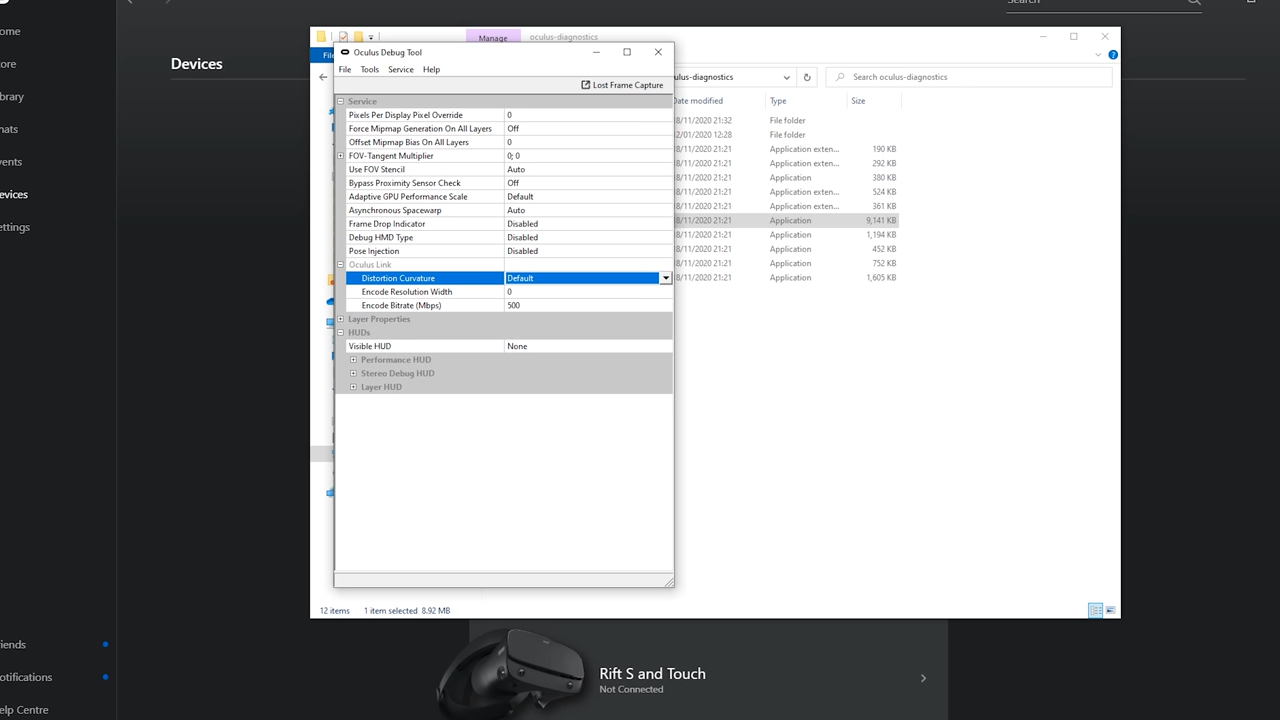 Search
ome
ore
brary
hats
vents
evices
ettings
iends
otifications
elp Centre
Devices
Manage
oculus-diagnostics
File
ulus-diagnostics
Search oculus-diagnostics
Date modified Type Size
8/11/2020 21:32 File folder
2/01/2020 12:28 File folder
8/11/2020 21:21 Application exten... 190 KB
8/11/2020 21:21 Application exten... 292 KB
8/11/2020 21:21 Application 380 KB
8/11/2020 21:21 Application exten... 524 KB
8/11/2020 21:21 Application exten... 361 KB
8/11/2020 21:21 Application 9,141 KB
8/11/2020 21:21 Application 1,194 KB
8/11/2020 21:21 Application 452 KB
8/11/2020 21:21 Application 752 KB
8/11/2020 21:21 Application 1,605 KB
Oculus Debug Tool
File Tools Service Help
Lost Frame Capture
Service
Pixels Per Display Pixel Override 0
Force Mipmap Generation On All Layers Off
Offset Mipmap Bias On All Layers 0
FOV-Tangent Multiplier 0; 0
Use FOV Stencil Auto
Bypass Proximity Sensor Check Off
Adaptive GPU Performance Scale Default
Asynchronous Spacewarp Auto
Frame Drop Indicator Disabled
Debug HMD Type Disabled
Pose Injection Disabled
Oculus Link
Distortion Curvature Default
Encode Resolution Width 0
Encode Bitrate (Mbps) 500
Layer Properties
HUDs
Visible HUD None
Performance HUD
Stereo Debug HUD
Layer HUD
12 items 1 item selected 8.92 MB
Rift S and Touch
Not Connected